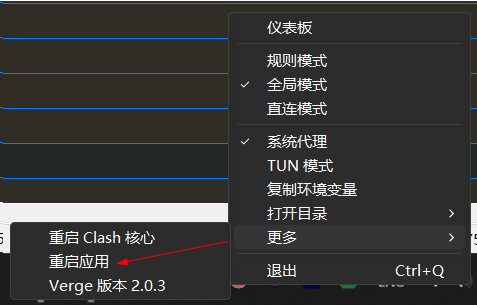 仪表板
规则模式
全局模式
直连模式
系统代理
TUN 模式
复制环境变量
打开目录
更多
退出 Ctrl+Q
重启 Clash 核心
重启应用
Verge 版本 2.0.3